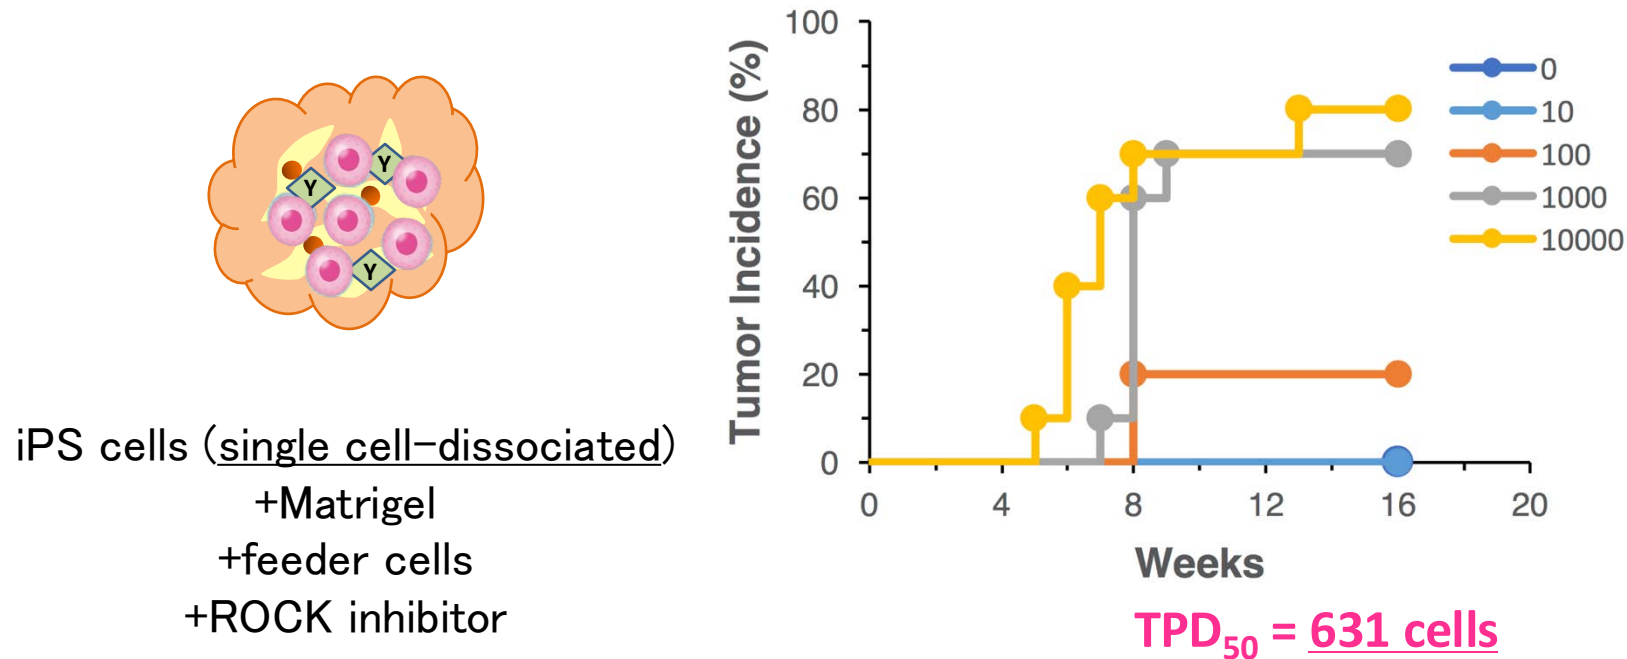 Y
Y
Y
iPS cells (single cell-dissociated)
+Matrigel
+feeder cells
+ROCK inhibitor
Tumor Incidence (%)
100
80
60
40
20
0
0 4 8 12 16 20
Weeks
0
10
100
1000
10000
TPD50 = 631 cells